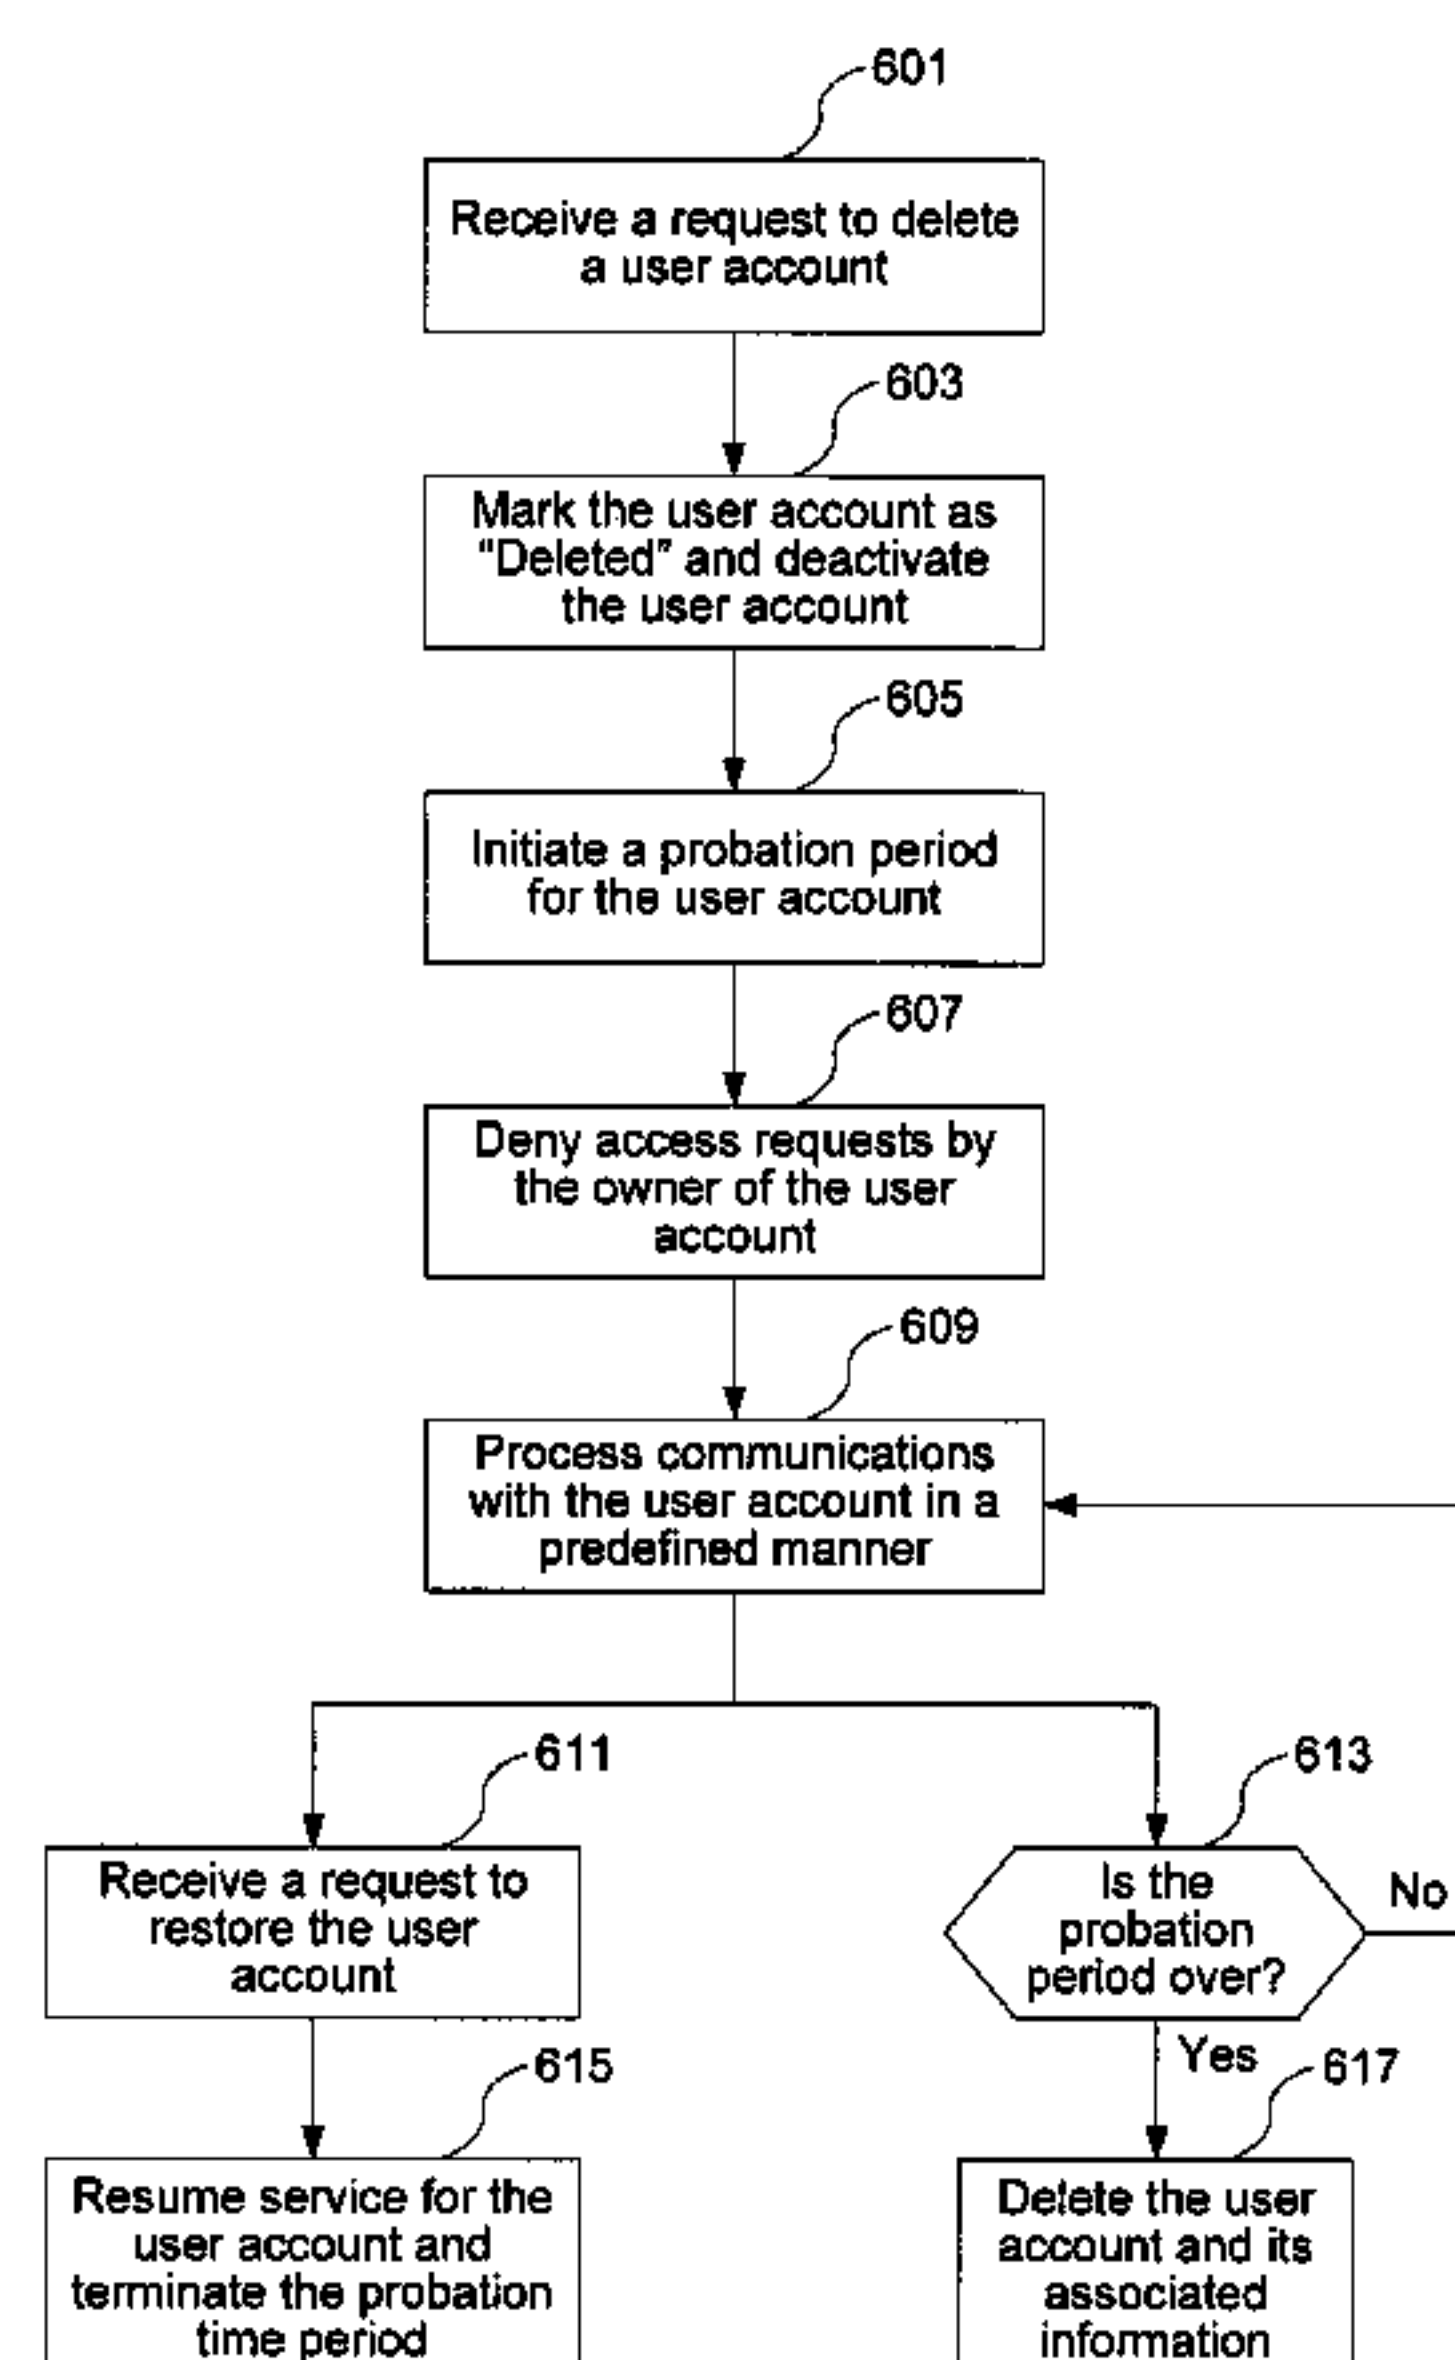 601
Receive a request to delete
a user account
603
Mark the user account as
“Deleted” and deactivate
the user account
605
Initiate a probation period
for the user account
607
Deny access requests by
the owner of the user
account
609
Process communications
with the user account in a
predefined manner
611
Receive a request to
restore the user
account
613
Is the
probation
period over?
No
Yes
615
Resume service for the
user account and
terminate the probation
time period
617
Delete the user
account and its
associated
information